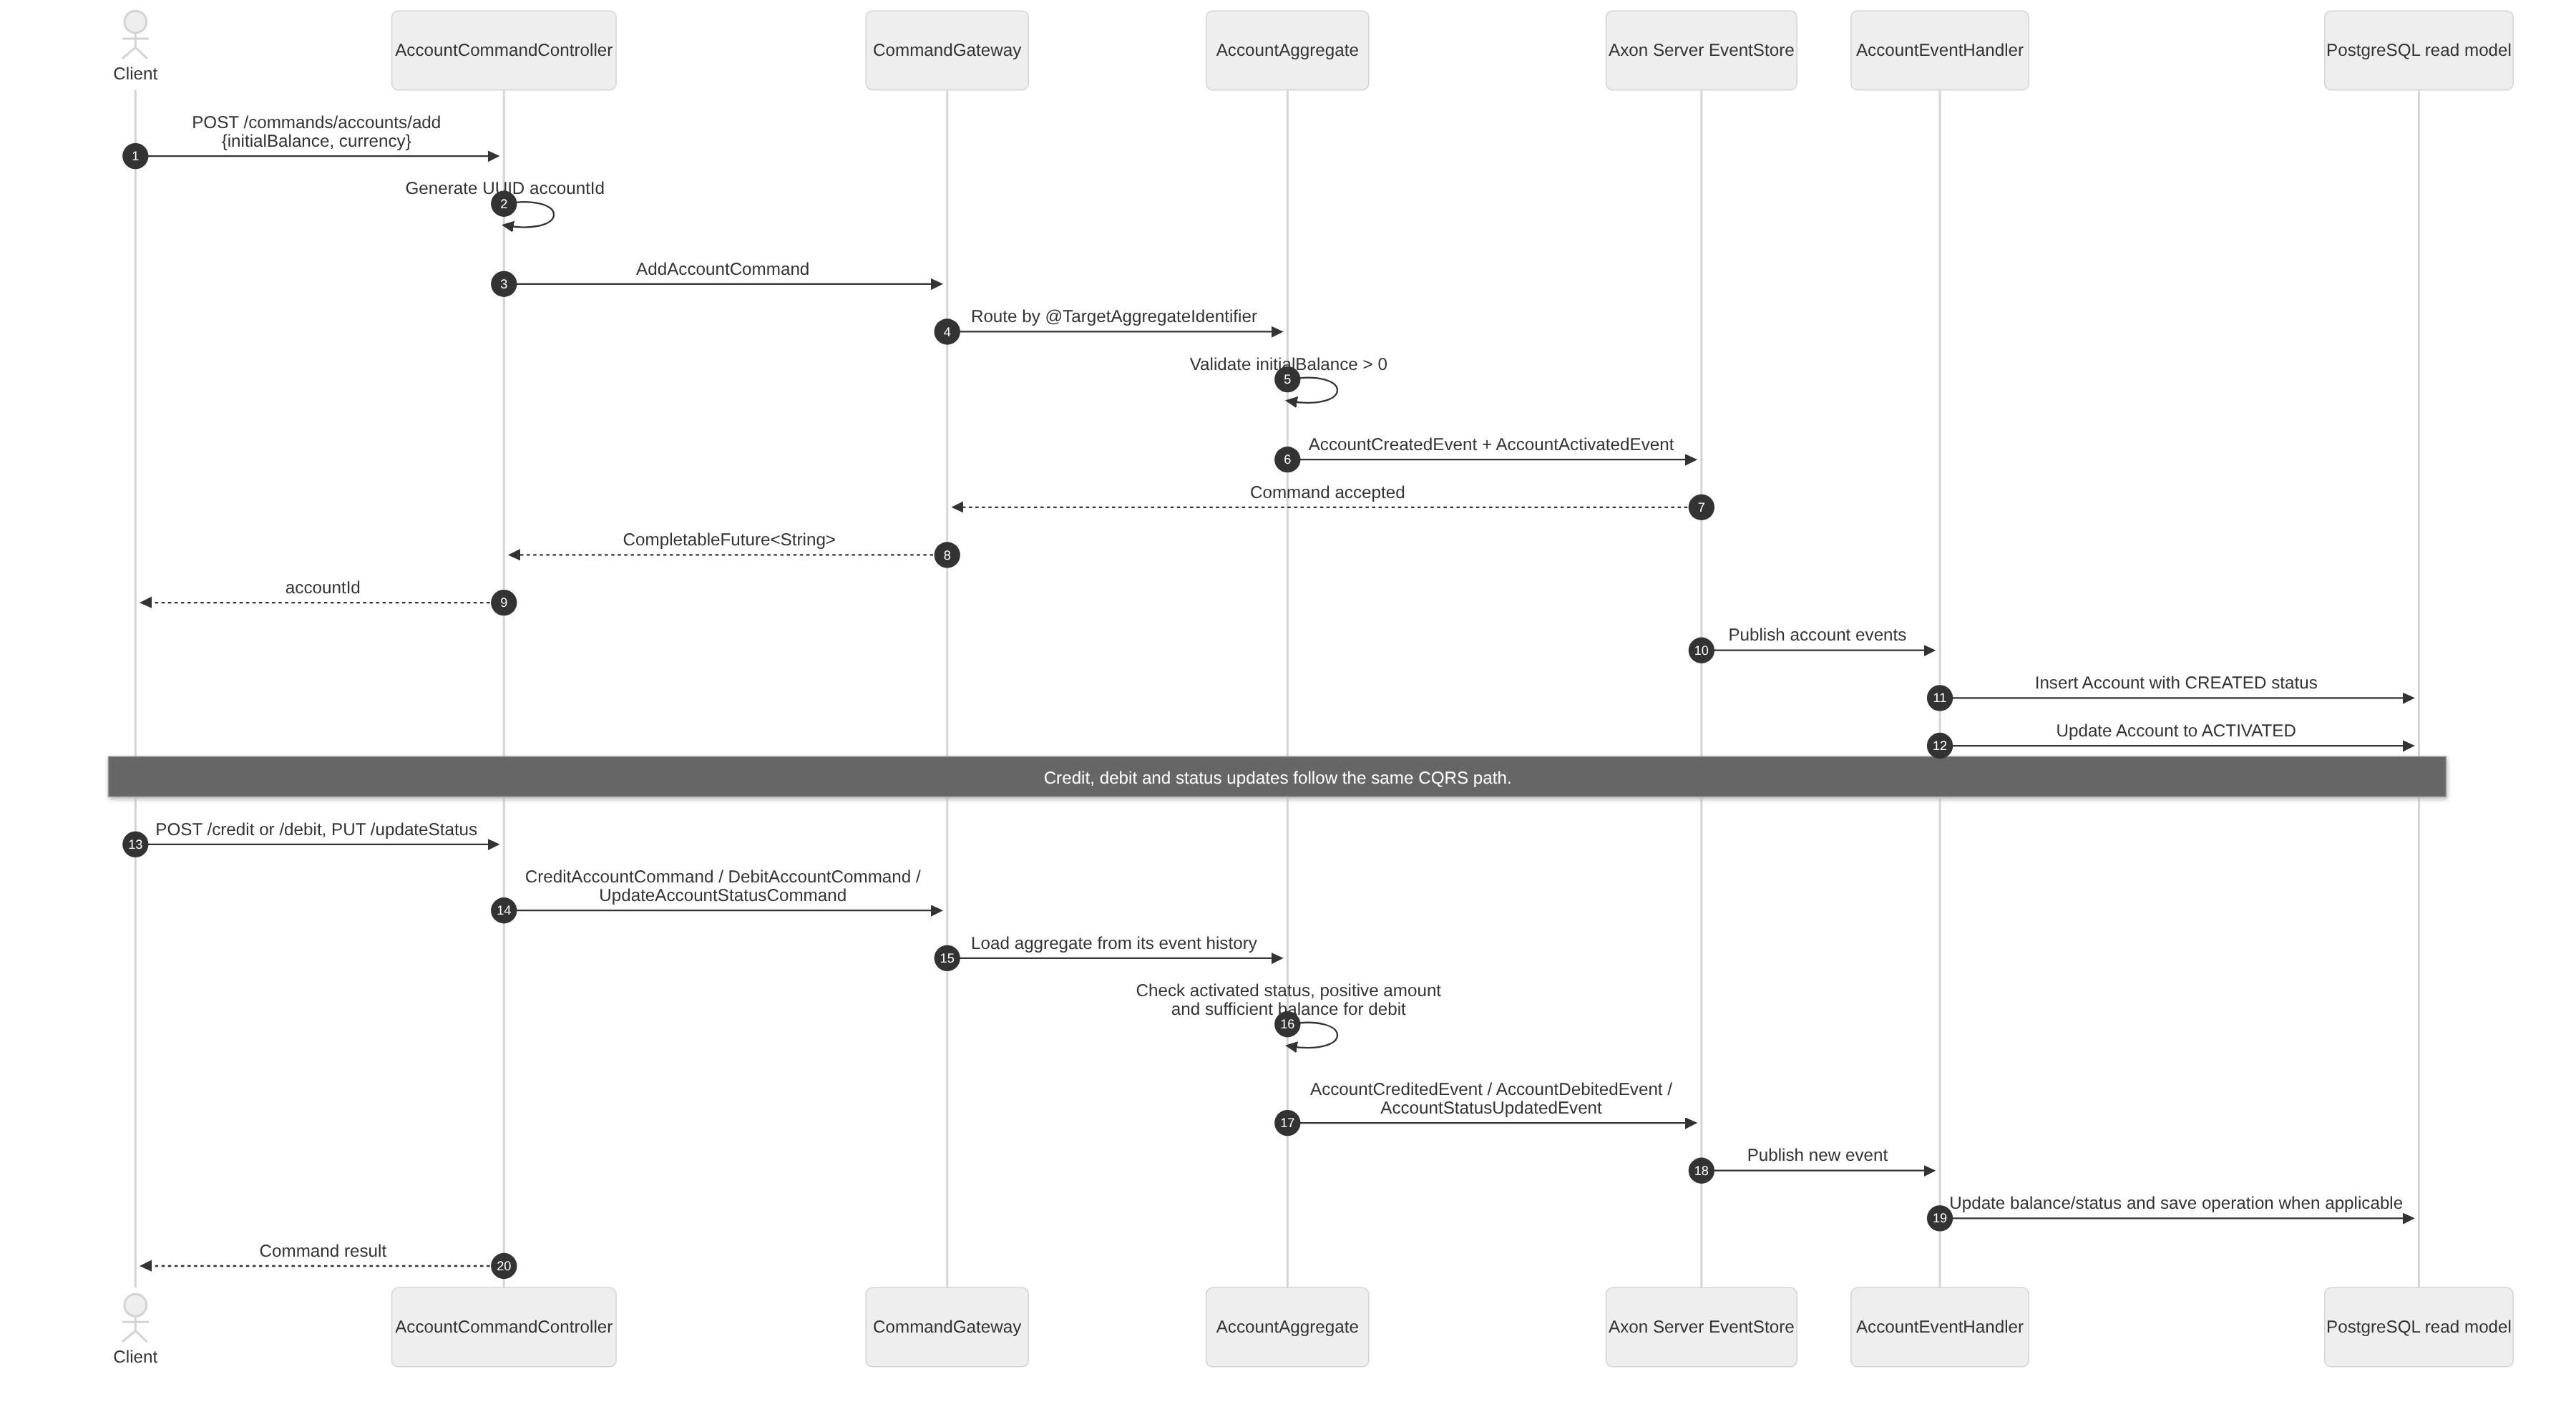 Client
AccountCommandController
CommandGateway
AccountAggregate
Axon Server EventStore
AccountEventHandler
PostgreSQL read model
POST /commands/accounts/add
{initialBalance, currency}
1
Generate UUID accountId
2
AddAccountCommand
3
Route by @TargetAggregateIdentifier
4
Validate initialBalance > 0
5
AccountCreatedEvent + AccountActivatedEvent
6
Command accepted
7
CompletableFuture<String>
8
accountId
9
Publish account events
10
Insert Account with CREATED status
11
Update Account to ACTIVATED
12
Credit, debit and status updates follow the same CQRS path.
POST /credit or /debit, PUT /updateStatus
13
CreditAccountCommand / DebitAccountCommand /
UpdateAccountStatusCommand
14
Load aggregate from its event history
15
Check activated status, positive amount
and sufficient balance for debit
16
AccountCreditedEvent / AccountDebitedEvent /
AccountStatusUpdatedEvent
17
Publish new event
18
Update balance/status and save operation when applicable
19
Command result
20
Client
AccountCommandController
CommandGateway
AccountAggregate
Axon Server EventStore
AccountEventHandler
PostgreSQL read model